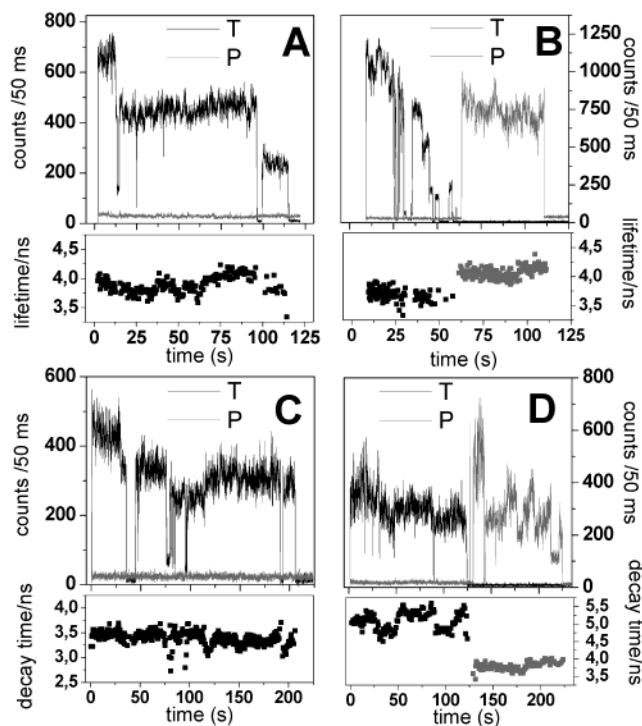 T
P
A
counts /50 ms
800
600
400
200
0
T
P
B
counts /50 ms
1250
1000
750
500
250
0
lifetime/ns
4,5
4,0
3,5
0 25 50 75 100 125
time (s)
lifetime/ns
4,5
4,0
3,5
0 25 50 75 100 125
time (s)
T
P
C
counts /50 ms
600
400
200
0
T
P
D
counts /50 ms
800
600
400
200
0
decay time/ns
4,0
3,5
3,0
2,5
0 50 100 150 200
time (s)
decay time/ns
5,5
5,0
4,5
4,0
3,5
0 50 100 150 200
time (s)